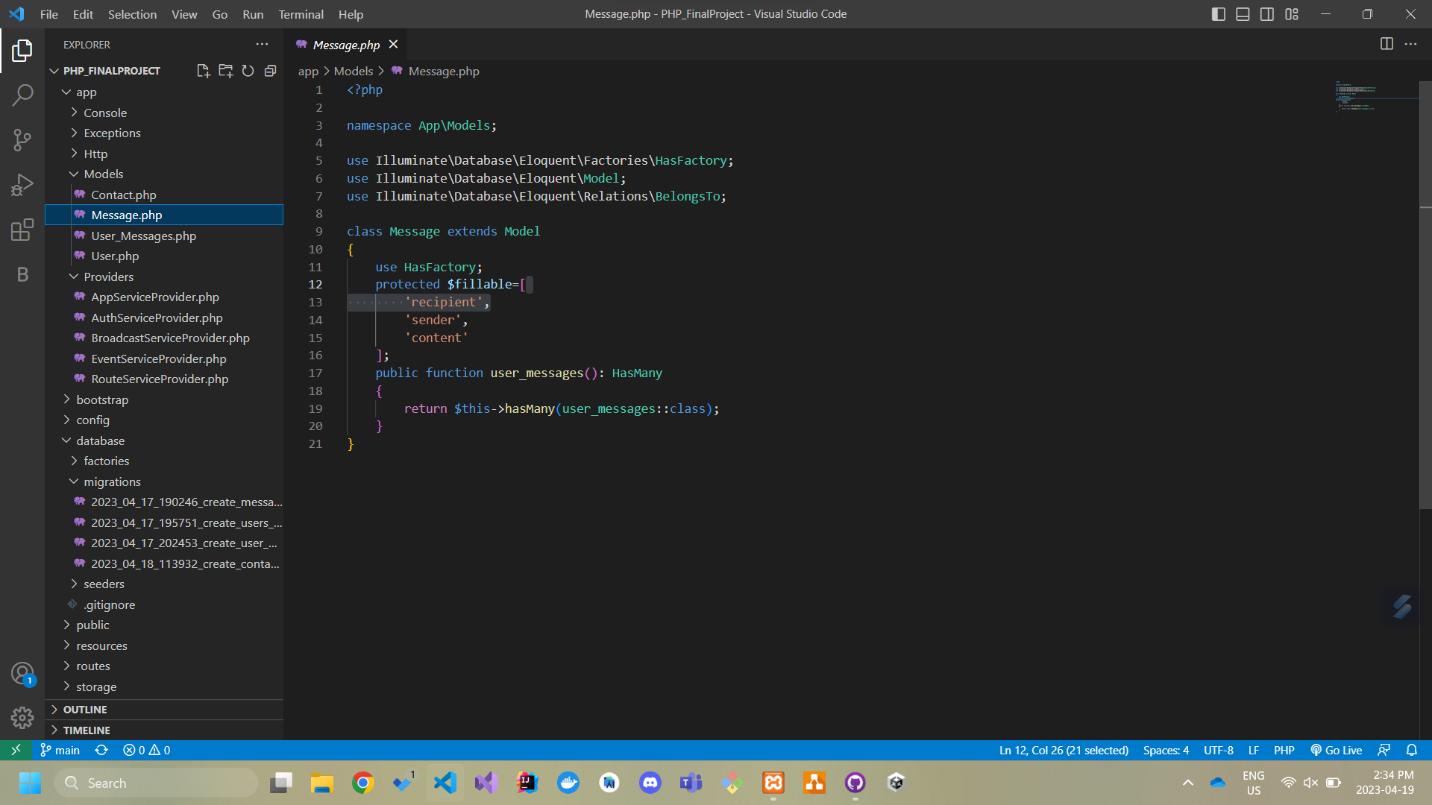 File Edit Selection View Go Run Terminal Help
Message.php - PHP_FinalProject - Visual Studio Code
EXPLORER
PHP_FINALPROJECT
app
Console
Exceptions
Http
Models
Contact.php
Message.php
User_Messages.php
User.php
Providers
AppServiceProvider.php
AuthServiceProvider.php
BroadcastServiceProvider.php
EventServiceProvider.php
RouteServiceProvider.php
bootstrap
config
database
factories
migrations
2023_04_17_190246_create_messa...
2023_04_17_195751_create_users_...
2023_04_17_202453_create_user_...
2023_04_18_113932_create_conta...
seeders
.gitignore
public
resources
routes
storage
OUTLINE
TIMELINE
B
1
Message.php
app > Models > Message.php
1 <?php
2
3 namespace App\Models;
4
5 use Illuminate\Database\Eloquent\Factories\HasFactory;
6 use Illuminate\Database\Eloquent\Model;
7 use Illuminate\Database\Eloquent\Relations\BelongsTo;
8
9 class Message extends Model
10 {
11 use HasFactory;
12 protected $fillable=[
13 'recipient',
14 'sender',
15 'content'
16 ];
17 public function user_messages(): HasMany
18 {
19 return $this->hasMany(user_messages::class);
20 }
21 }
main 0 0 Ln 12, Col 26 (21 selected) Spaces: 4 UTF-8 LF PHP Go Live
Search
1
ENG
US
2:34 PM
2023-04-19